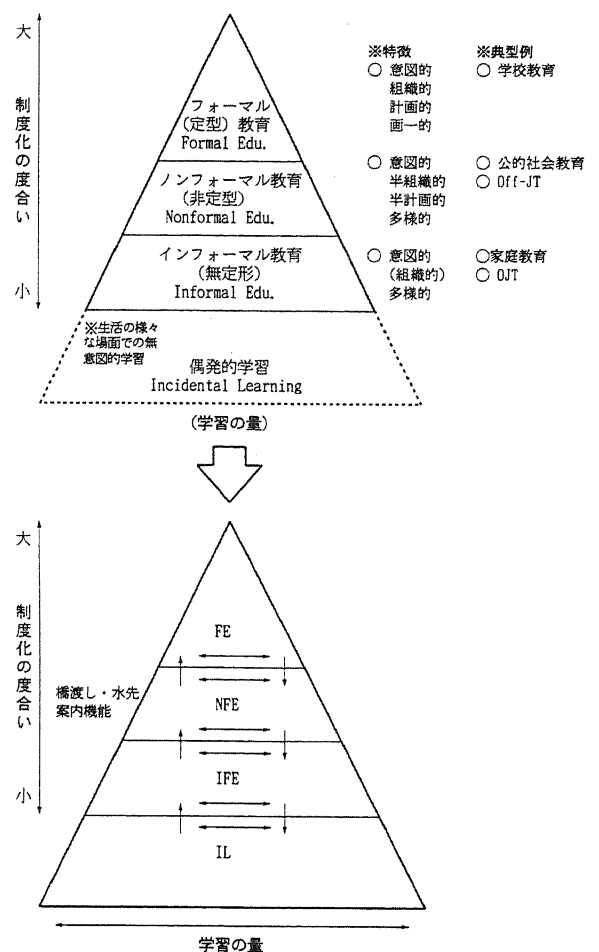 大
制度化の度合い
小
フォーマル
(定型) 教育
Formal Edu.
ノンフォーマル教育
(非定型)
Nonformal Edu.
インフォーマル教育
(無定形)
Informal Edu.
※生活の様々
な場面での無
意図的学習
偶発的学習
Incidental Learning
(学習の量)
※特徴
○ 意図的
組織的
計画的
画一的
○ 意図的
半組織的
半計画的
多様的
○ 意図的
(組織的)
多様的
※典型例
○ 学校教育
○ 公的社会教育
○ Off-JT
○家庭教育
○ OJT
大
制度化の度合い
小
橋渡し・水先
案内機能
FE
NFE
IFE
IL
学習の量